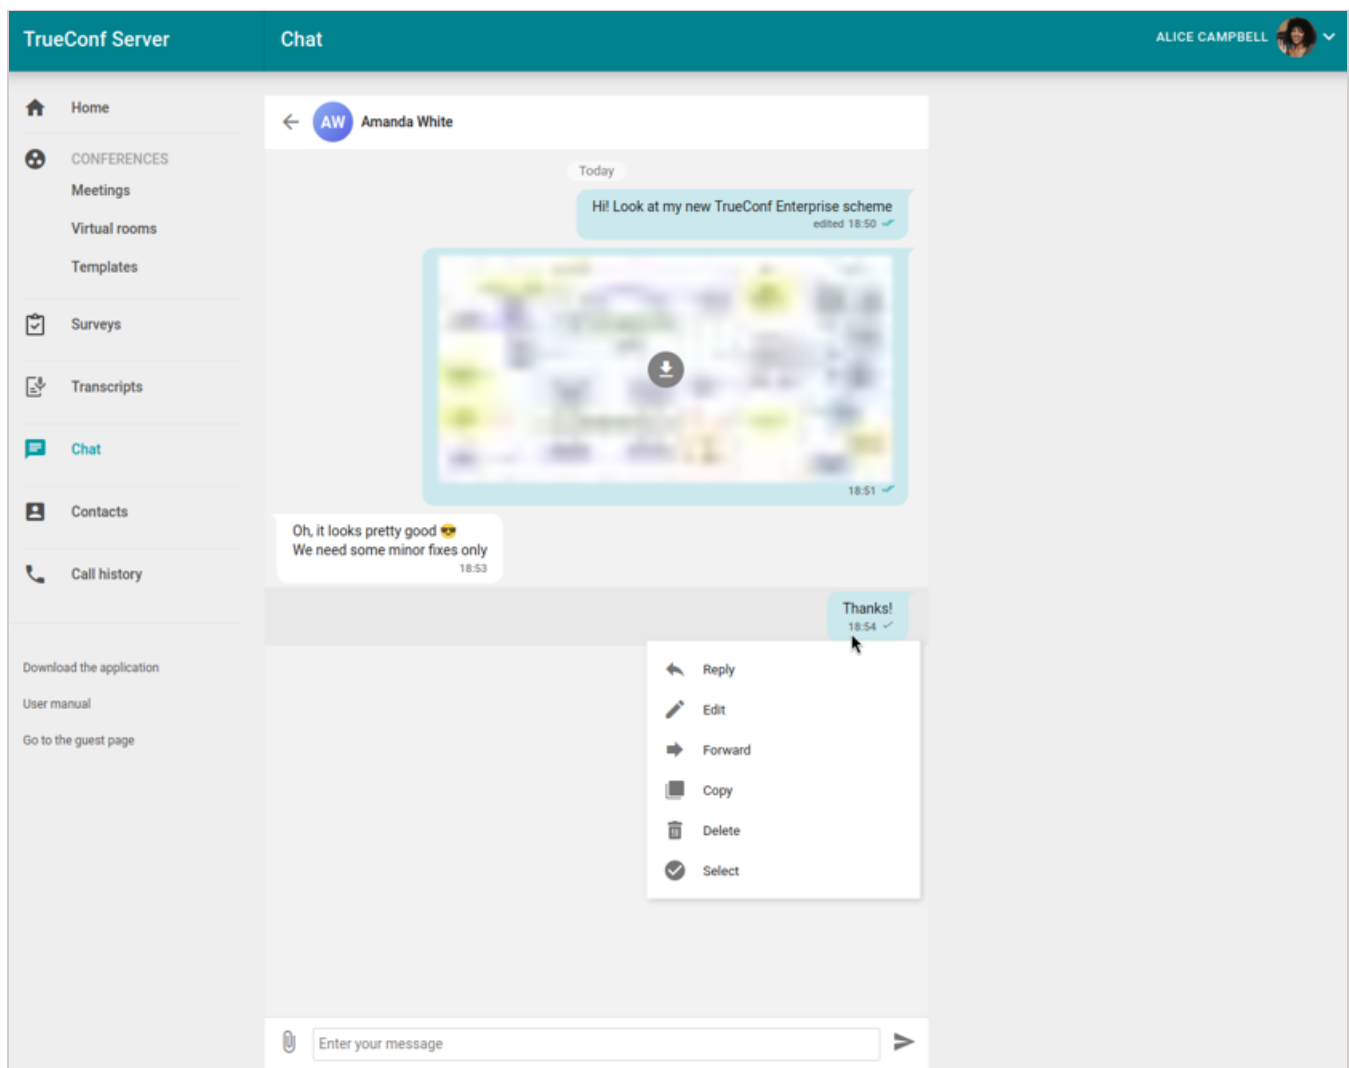 TrueConf Server
Chat
ALICE CAMPBELL
Home
CONFERENCES
Meetings
Virtual rooms
Templates
Surveys
Transcripts
Chat
Contacts
Call history
Download the application
User manual
Go to the guest page
AW Amanda White
Today
Hi! Look at my new TrueConf Enterprise scheme
edited 18:50
18:51
Oh, it looks pretty good 😎
We need some minor fixes only
18:53
Thanks!
18:54
Reply
Edit
Forward
Copy
Delete
Select
Enter your message